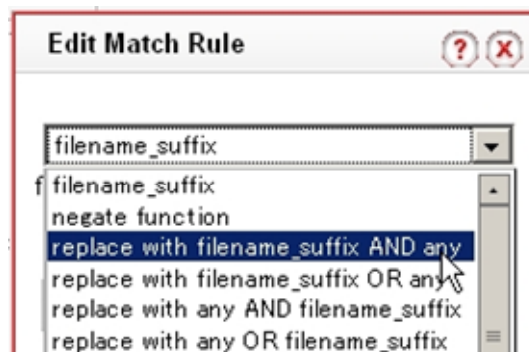 Edit Match Rule
? X
filename_suffix
f filename_suffix
negate function
replace with filename_suffix AND any
replace with filename_suffix OR any
replace with any AND filename_suffix
replace with any OR filename_suffix